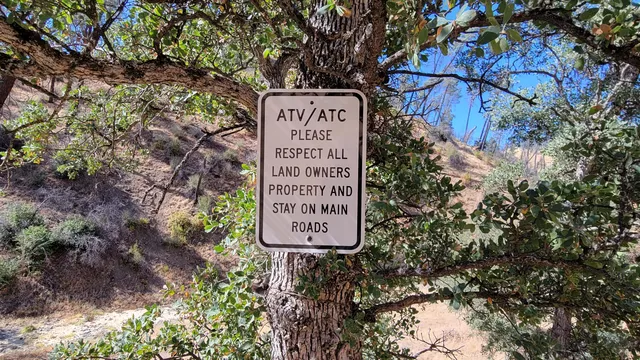 ATV/ATC
PLEASE
RESPECT ALL
LAND OWNERS
PROPERTY AND
STAY ON MAIN
ROADS